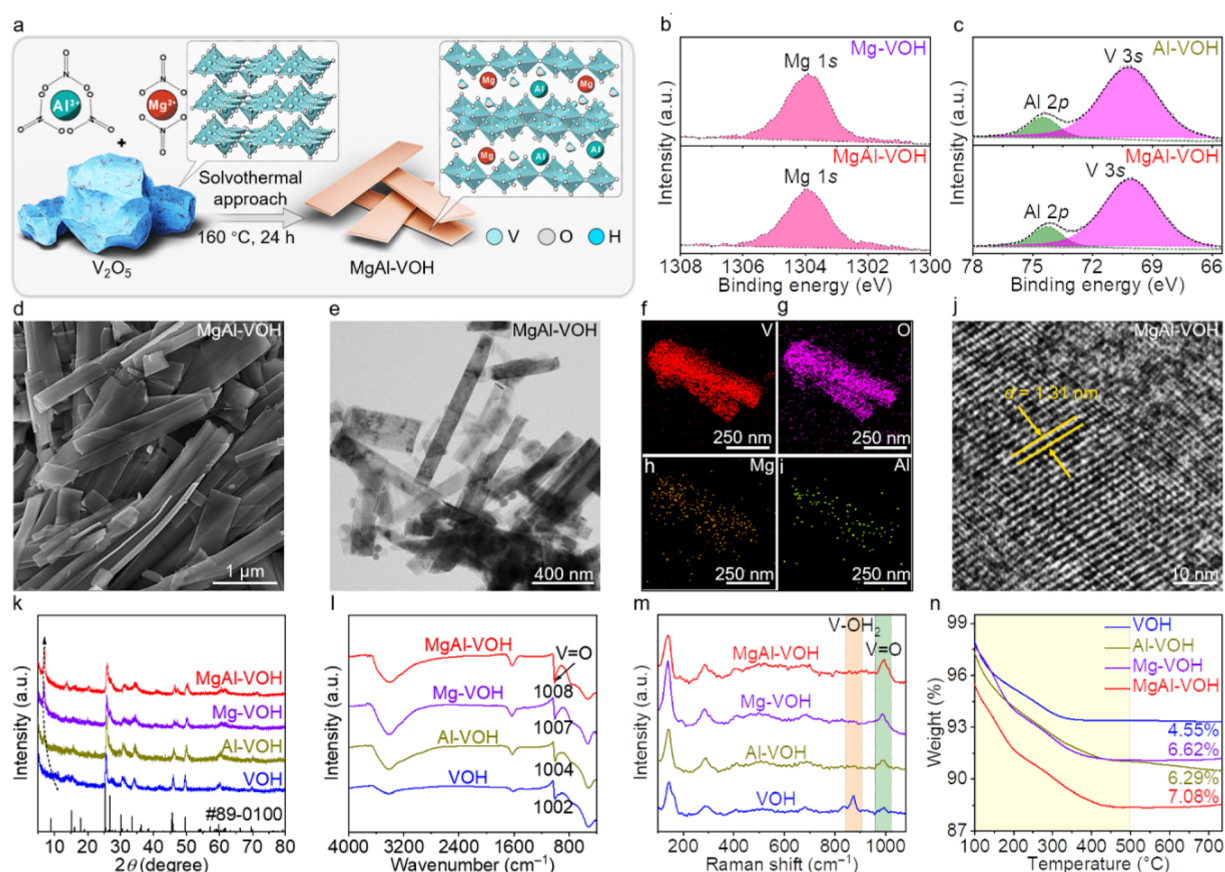 a
O
N
O
O
N
O
Al³⁺
Mg²⁺
+
V₂O₅
Solvothermal
approach
160 °C, 24 h
MgAl-VOH
Mg
Mg
Al
Mg
Al
Al
V
O
H
b
Mg-VOH
Mg 1s
MgAl-VOH
Mg 1s
Intensity (a.u.)
1308 1306 1304 1302 1300
Binding energy (eV)
c
Al-VOH
V 3s
Al 2p
MgAl-VOH
V 3s
Al 2p
Intensity (a.u.)
78 75 72 69 66
Binding energy (eV)
d
MgAl-VOH
1 μm
e
MgAl-VOH
400 nm
f
V
250 nm
g
O
250 nm
h
Mg
250 nm
i
Al
250 nm
j
MgAl-VOH
d = 1.31 nm
10 nm
k
Intensity (a.u.)
MgAl-VOH
Mg-VOH
Al-VOH
VOH
#89-0100
10 20 30 40 50 60 70 80
2θ (degree)
l
Intensity (a.u.)
MgAl-VOH
V=O
1008
Mg-VOH
1007
Al-VOH
1004
VOH
1002
4000 3200 2400 1600 800
Wavenumber (cm⁻¹)
m
Intensity (a.u.)
V-OH₂
V=O
MgAl-VOH
Mg-VOH
Al-VOH
VOH
200 400 600 800 1000
Raman shift (cm⁻¹)
n
Weight (%)
99
96
93
90
87
VOH
Al-VOH
Mg-VOH
MgAl-VOH
4.55%
6.62%
6.29%
7.08%
100 200 300 400 500 600 700
Temperature (°C)